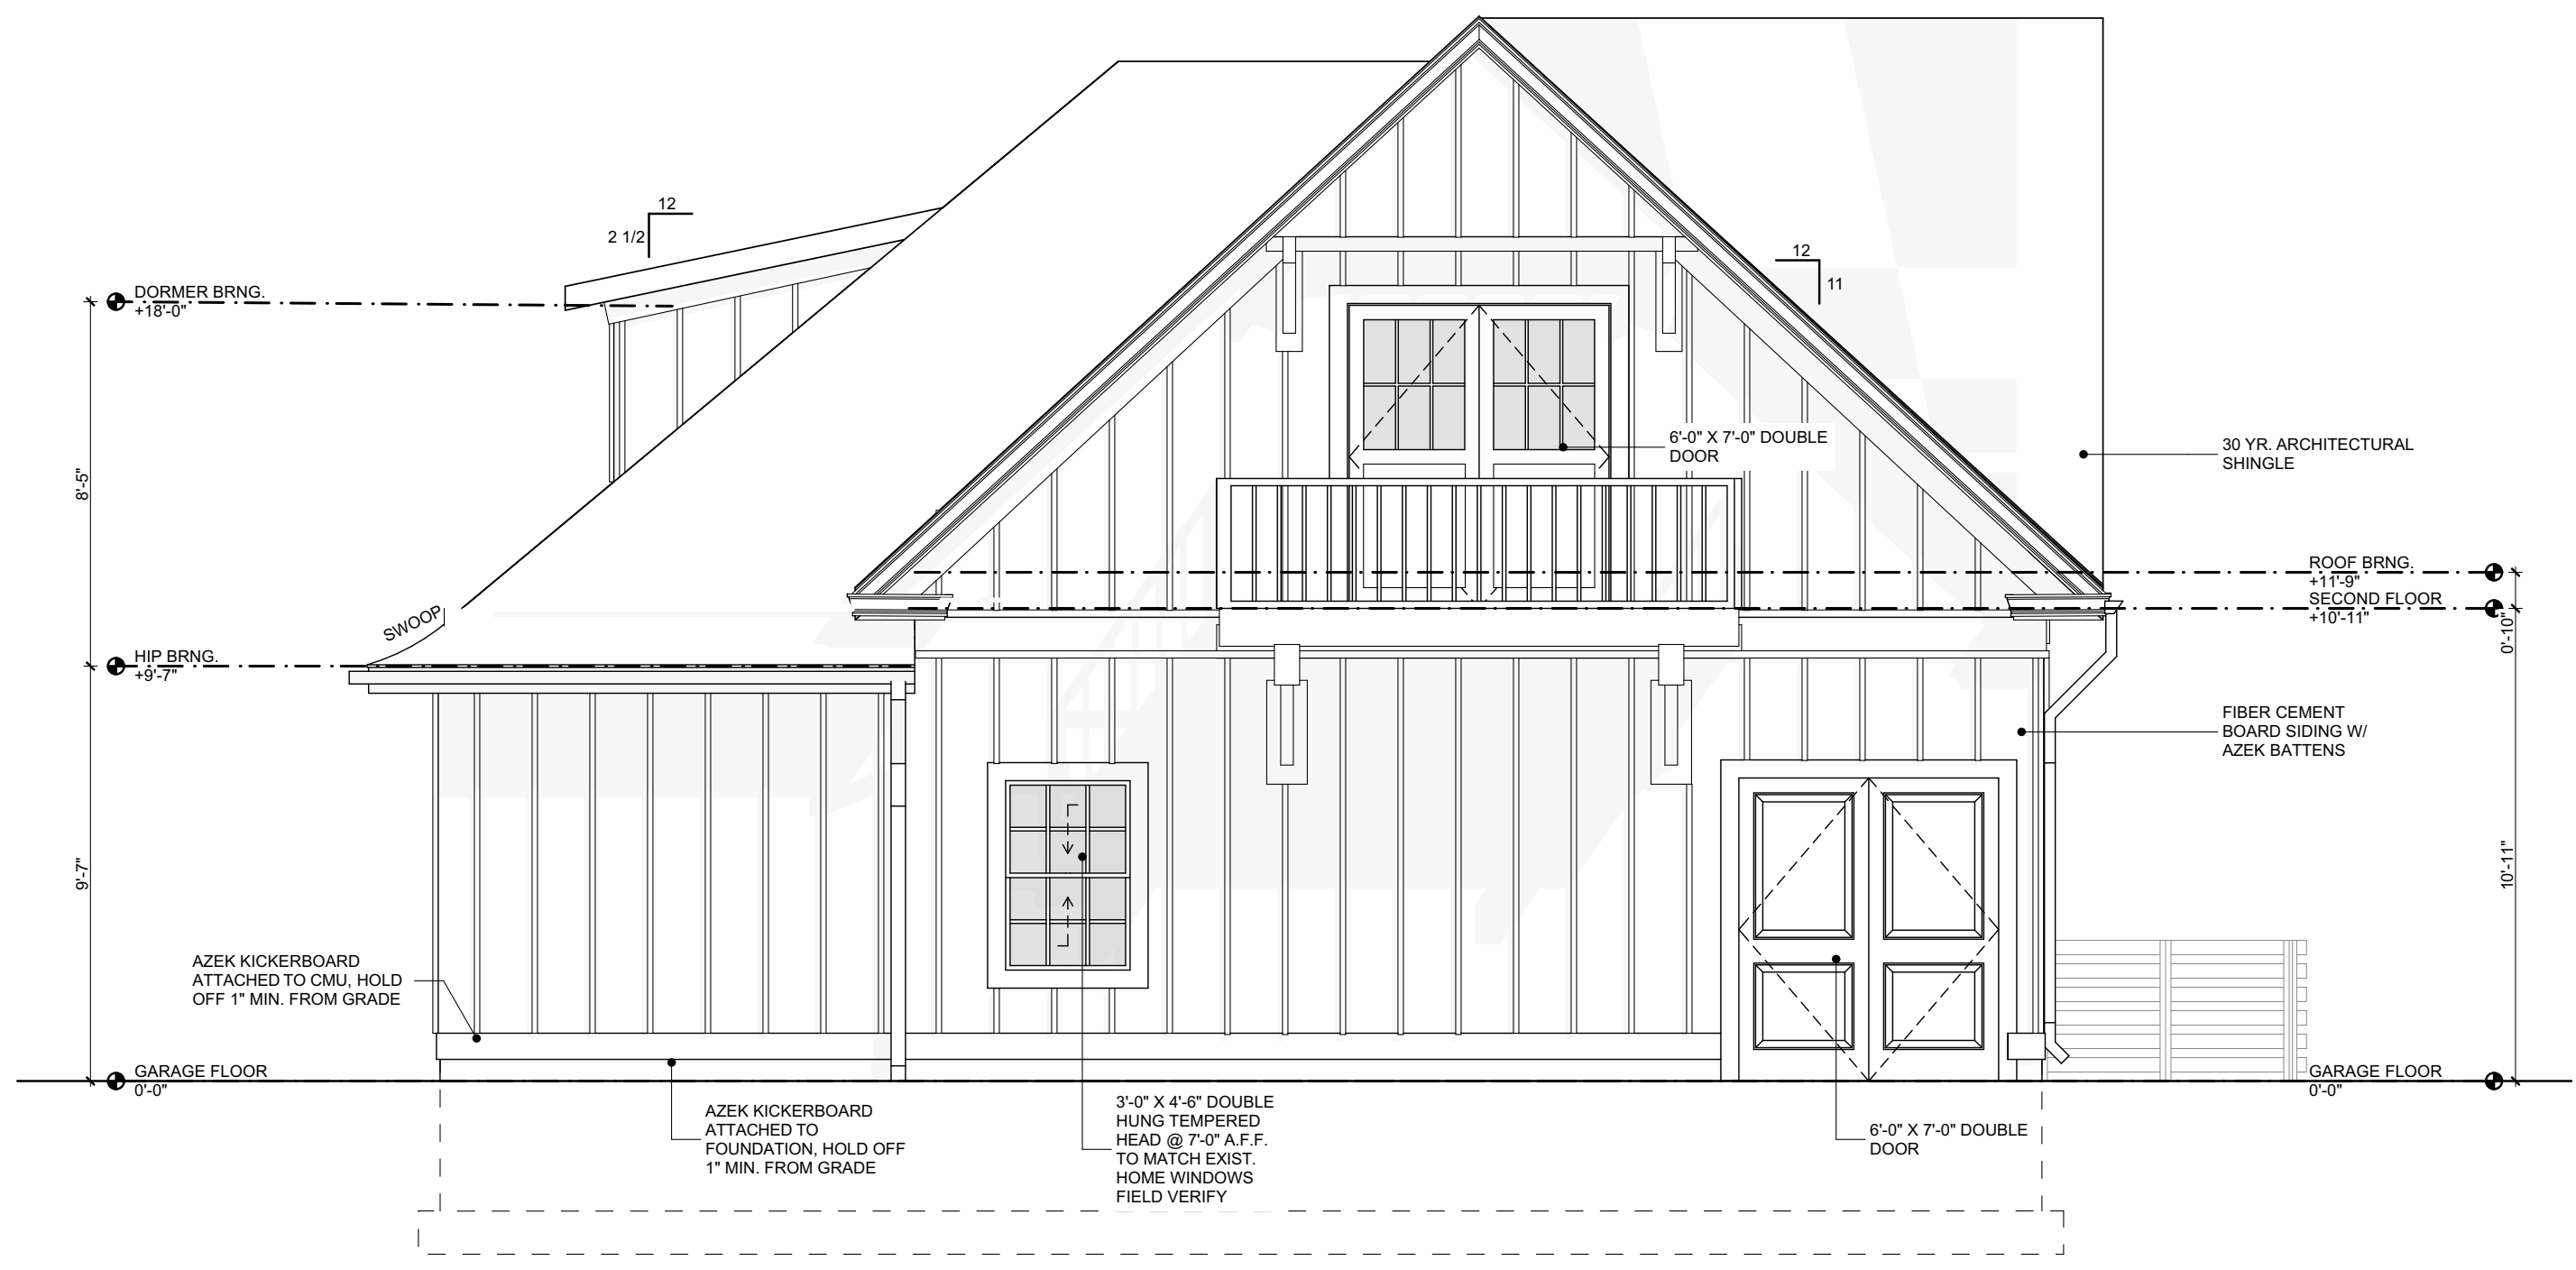 12
2 1/2
DORMER BRNG.
+18'-0"
8'-5"
SWOOP
HIP BRNG.
+9'-7"
9'-7"
AZEK KICKERBOARD
ATTACHED TO CMU, HOLD
OFF 1" MIN. FROM GRADE
GARAGE FLOOR
0'-0"
AZEK KICKERBOARD
ATTACHED TO
FOUNDATION, HOLD OFF
1" MIN. FROM GRADE
3'-0" X 4'-6" DOUBLE
HUNG TEMPERED
HEAD @ 7'-0" A.F.F.
TO MATCH EXIST.
HOME WINDOWS
FIELD VERIFY
12
11
6'-0" X 7'-0" DOUBLE
DOOR
30 YR. ARCHITECTURAL
SHINGLE
ROOF BRNG.
+11'-9"
SECOND FLOOR
+10'-11"
0'-10"
FIBER CEMENT
BOARD SIDING W/
AZEK BATTENS
10'-11"
GARAGE FLOOR
0'-0"
6'-0" X 7'-0" DOUBLE
DOOR